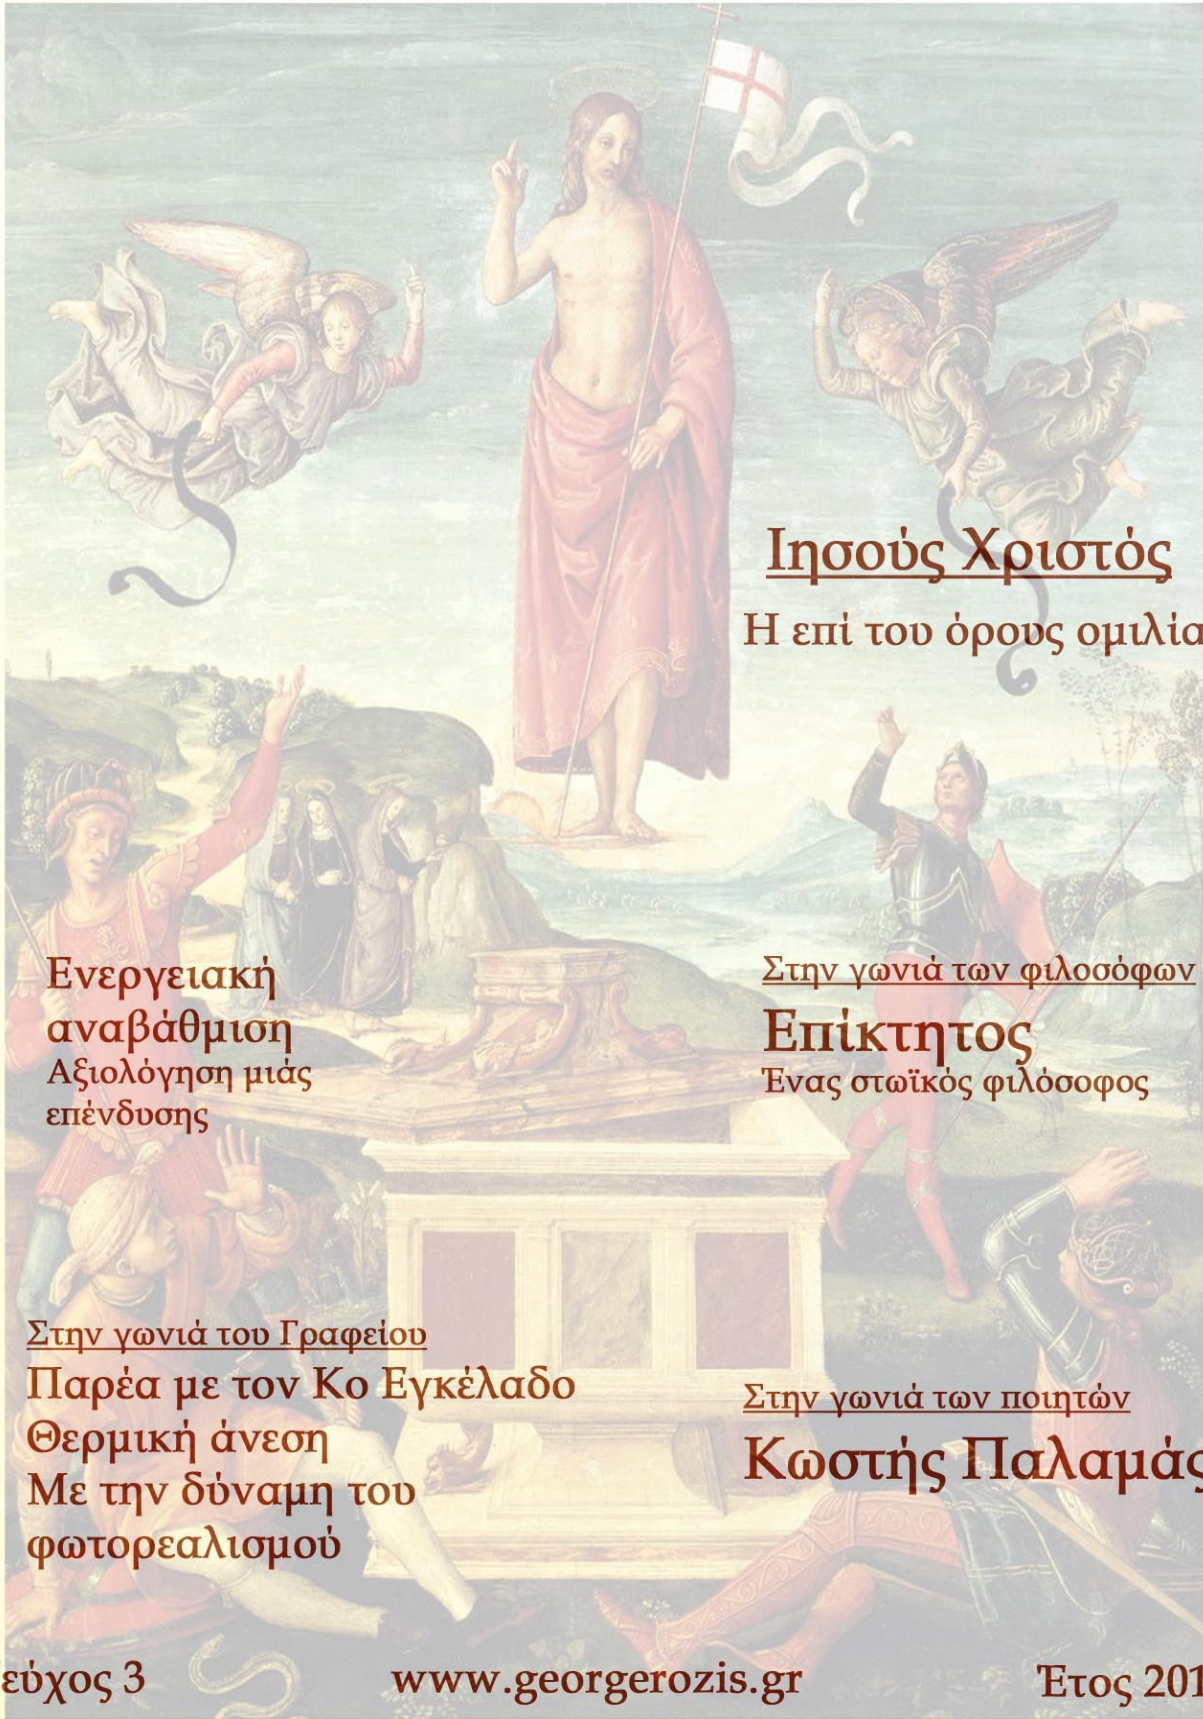 Ιησούς Χριστός
Η επί του όρους ομιλία
Ενεργειακή
αναβάθμιση
Αξιολόγηση μιάς
επένδυσης
Στην γωνιά των φιλοσόφων
Επίκτητος
Ένας στωϊκός φιλόσοφος
Στην γωνιά του Γραφείου
Παρέα με τον Κο Εγκέλαδο
Θερμική άνεση
Με την δύναμη του
φωτορεαλισμού
Στην γωνιά των ποιητών
Κωστής Παλαμάς
εύχος 3
www.georgerozis.gr
Έτος 201